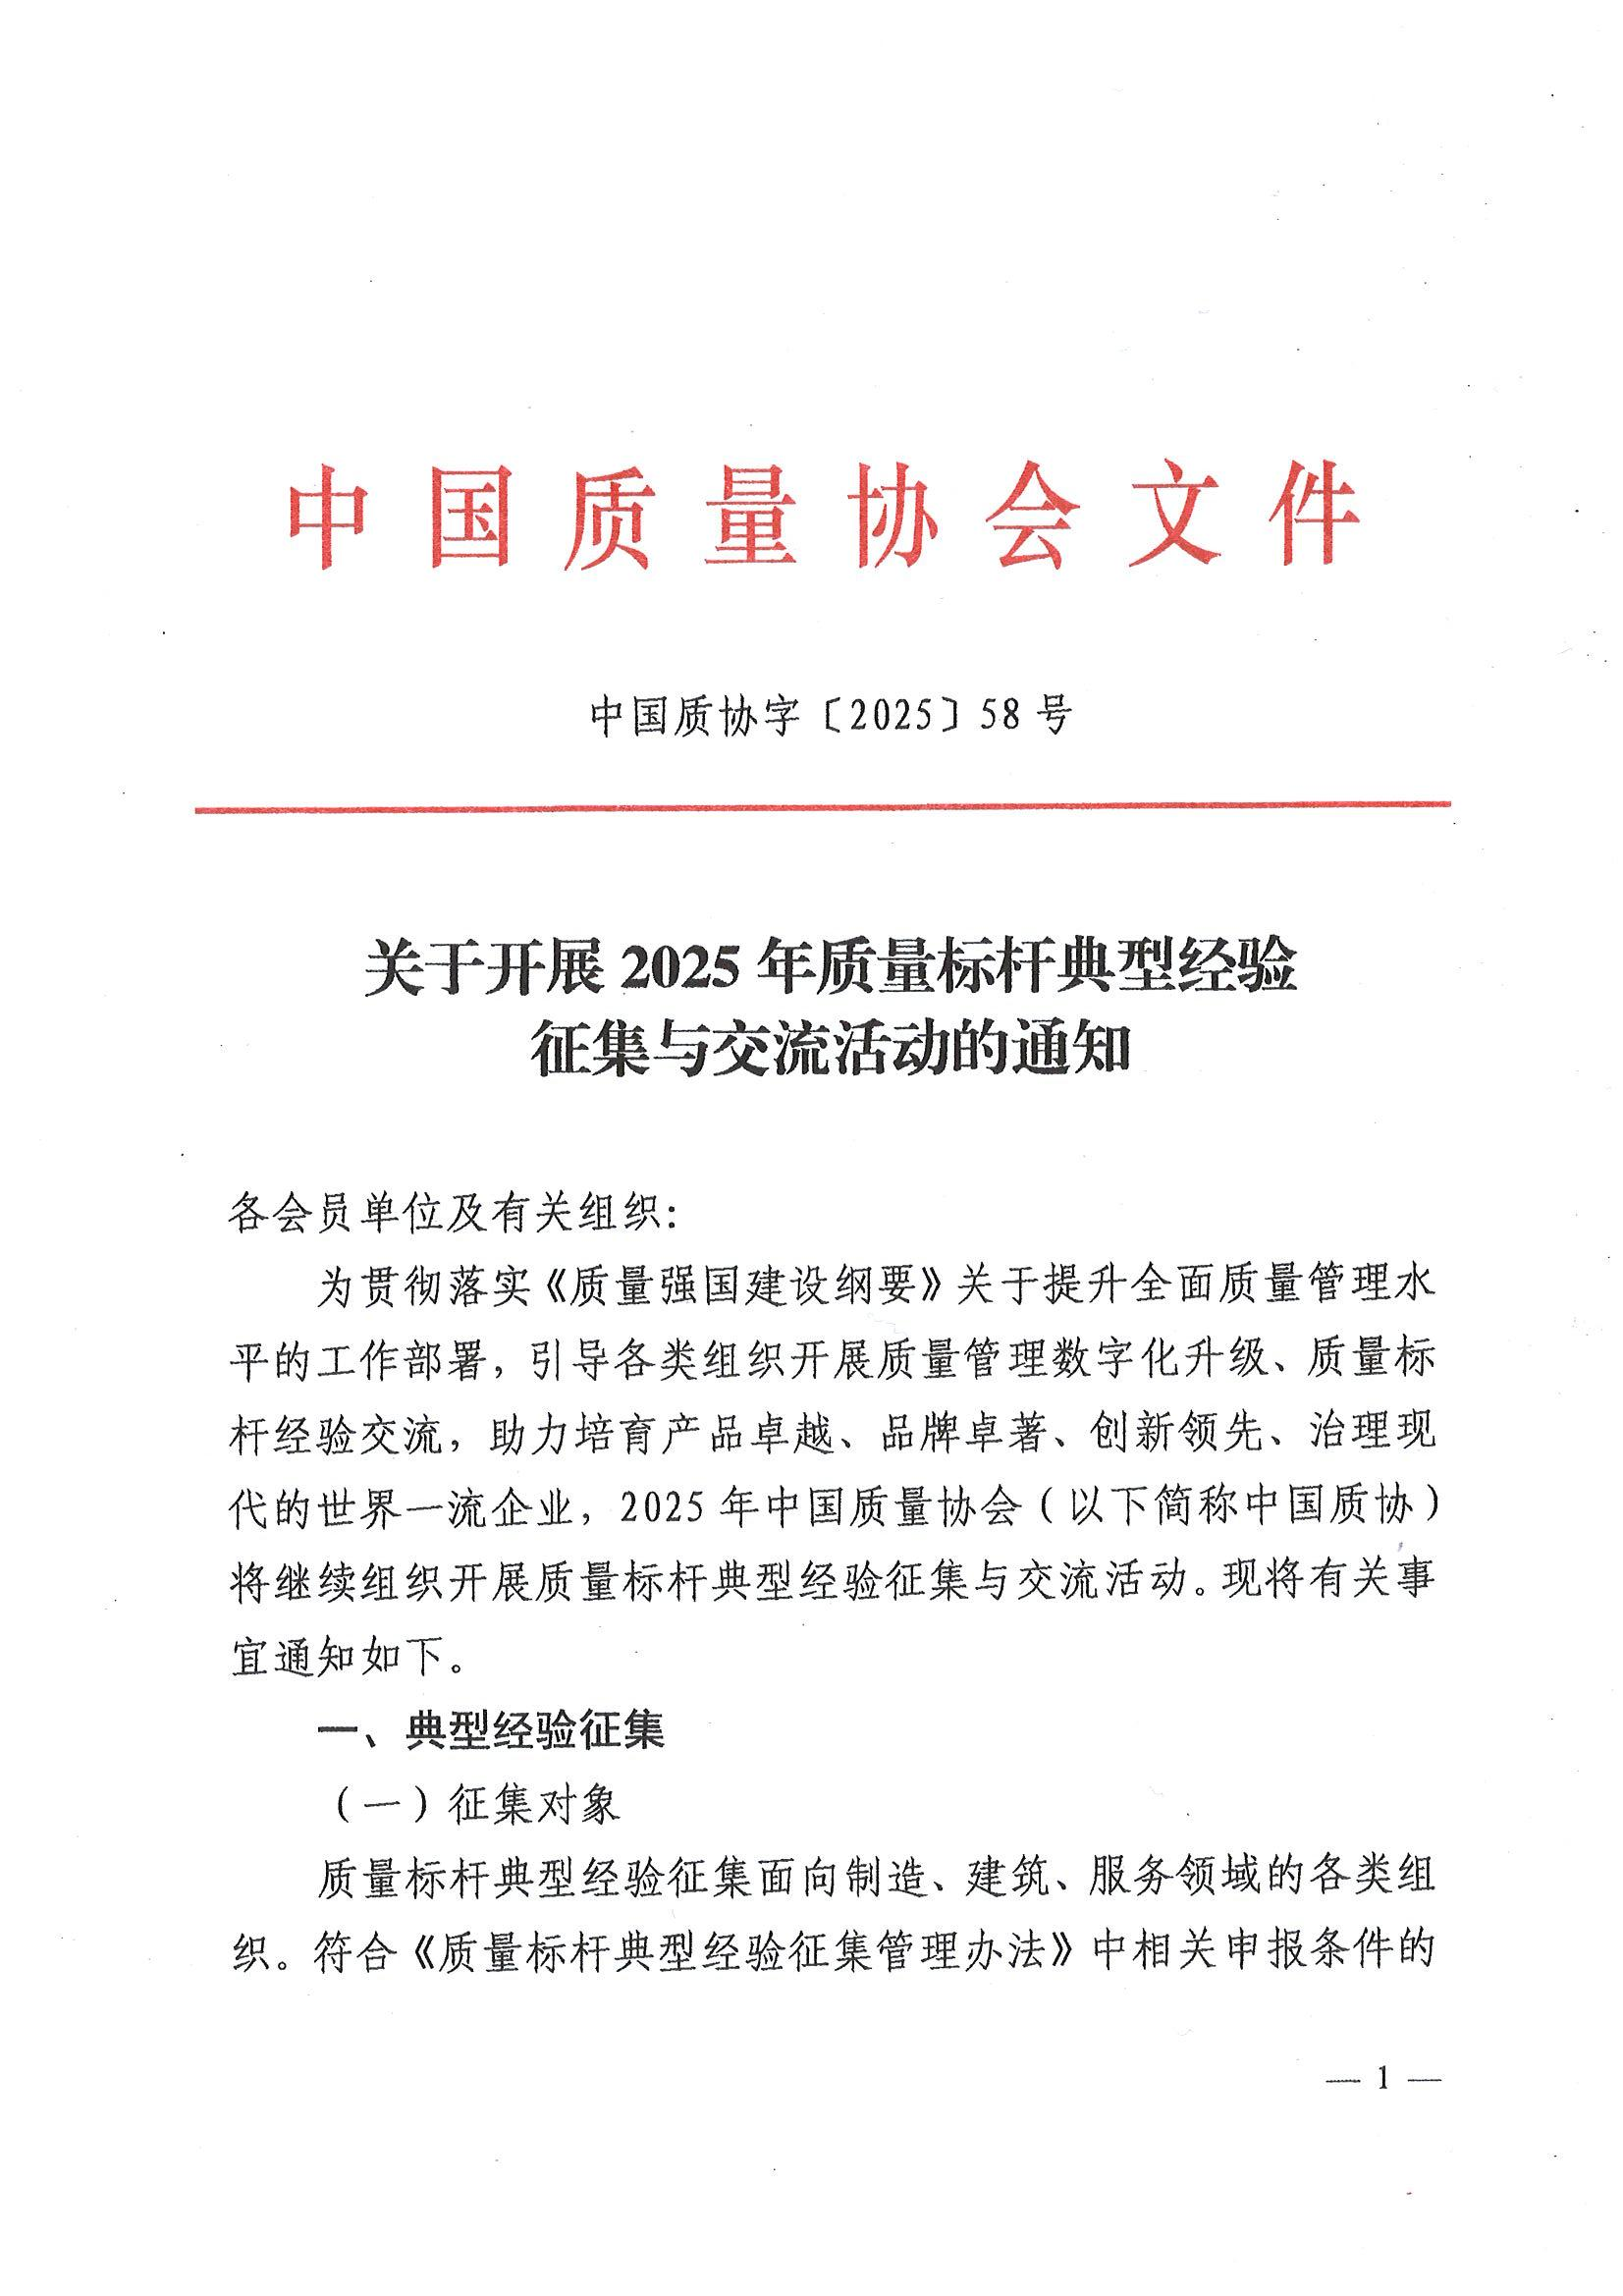 中国质量协会文件
中国质协字〔2025〕58号
关于开展2025年质量标杆典型经验
征集与交流活动的通知
各会员单位及有关组织：
为贯彻落实《质量强国建设纲要》关于提升全面质量管理水
平的工作部署，引导各类组织开展质量管理数字化升级、质量标
杆经验交流，助力培育产品卓越、品牌卓著、创新领先、治理现
代的世界一流企业，2025年中国质量协会（以下简称中国质协）
将继续组织开展质量标杆典型经验征集与交流活动。现将有关事
宜通知如下。
一、典型经验征集
（一）征集对象
质量标杆典型经验征集面向制造、建筑、服务领域的各类组
织。符合《质量标杆典型经验征集管理办法》中相关申报条件的
— 1 —